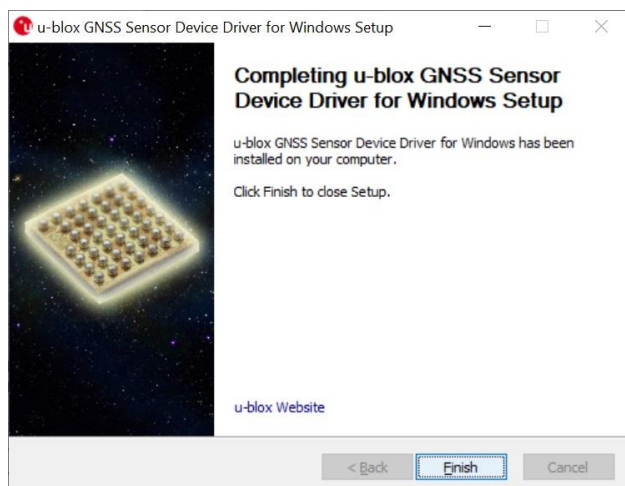 u-blox GNSS Sensor Device Driver for Windows Setup
Completing u-blox GNSS Sensor
Device Driver for Windows Setup
u-blox GNSS Sensor Device Driver for Windows has been
installed on your computer.
Click Finish to close Setup.
u-blox Website
< Back
Finish
Cancel